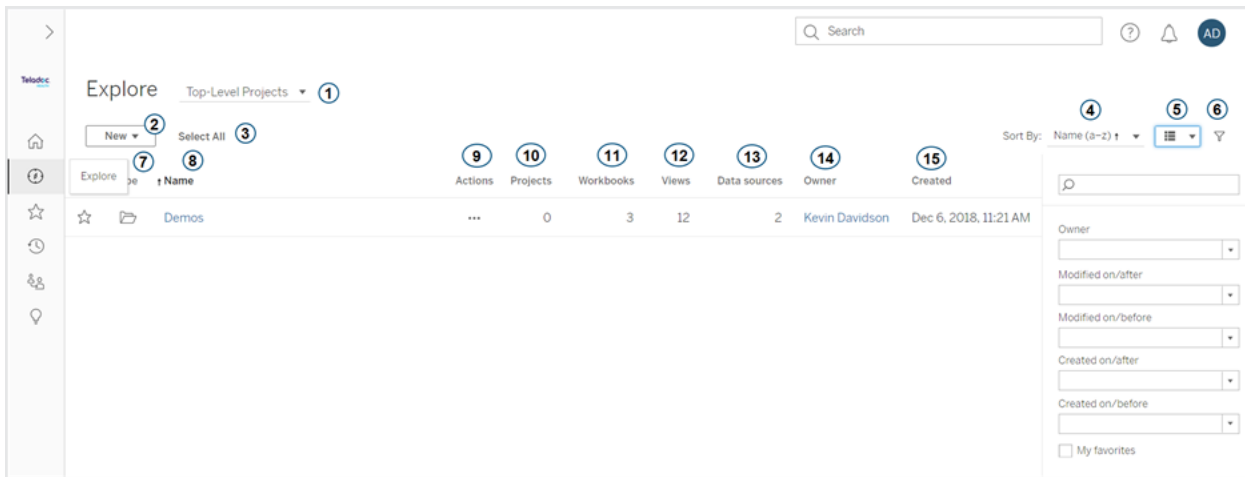 Search
AD
Teladoc
HEALTH
Explore Top-Level Projects 1
New 2 Select All 3
Sort By: Name (a–z) ↑ 4 5 6
7 8 9 10 11 12 13 14 15
Explore pe ↑ Name Actions Projects Workbooks Views Data sources Owner Created
Demos ... 0 3 12 2 Kevin Davidson Dec 6, 2018, 11:21 AM
Owner
Modified on/after
Modified on/before
Created on/after
Created on/before
My favorites